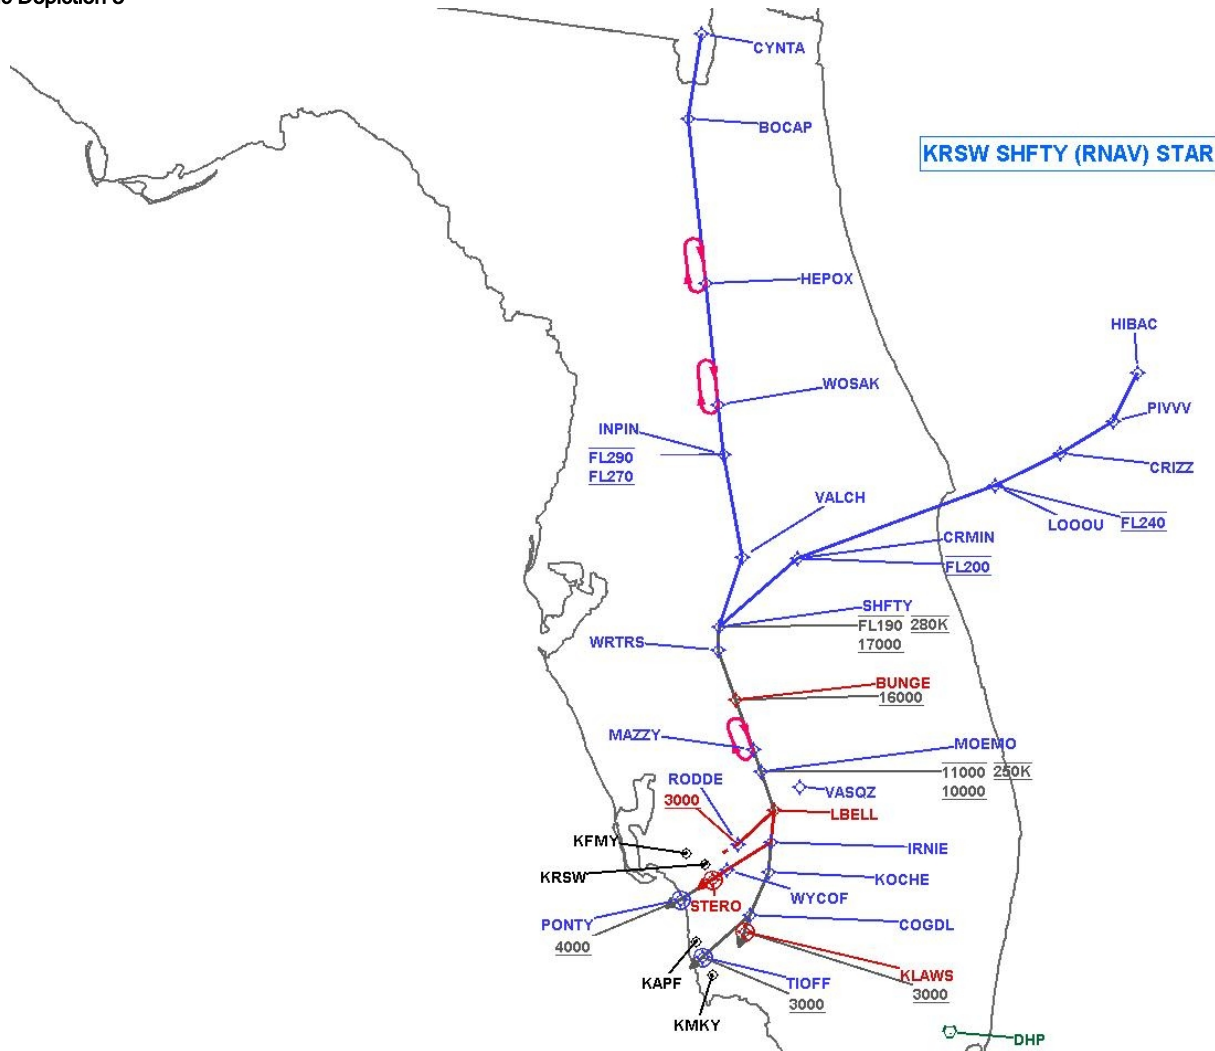 CYNTA
BOCAP
KRSW SHFTY (RNAV) STAR
HEPOX
HIBAC
WOSAK
PIVVV
INPIN
FL290
FL270
CRIZZ
VALCH
LOOOU FL240
CRMIN
FL200
SHFTY
FL190 280K
17000
WRTRS
BUNGE
16000
MAZZY
MOEMO
11000 250K
10000
RODDE
3000
VASQZ
LBELL
KFMY
IRNIE
KRSW
KOCHE
WYCOF
STERO
PONTY
4000
COGDL
KLAWS
3000
KAPF
TIOFF
3000
KMKY
DHP